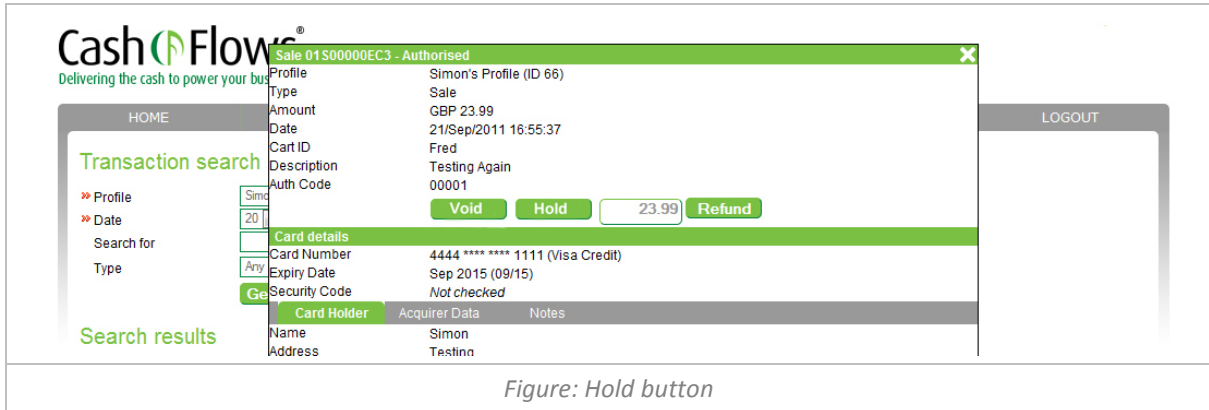 Cash Flows®
Delivering the cash to power your bus
HOME
LOGOUT
Transaction search
Profile
Date 20
Search for
Type Any
Ge
Search results
Sale 01S00000EC3 - Authorised
Profile Simon's Profile (ID 66)
Type Sale
Amount GBP 23.99
Date 21/Sep/2011 16:55:37
Cart ID Fred
Description Testing Again
Auth Code 00001
Void Hold 23.99 Refund
Card details
Card Number 4444 **** **** 1111 (Visa Credit)
Expiry Date Sep 2015 (09/15)
Security Code Not checked
Card Holder Acquirer Data Notes
Name Simon
Address Testing
Figure: Hold button